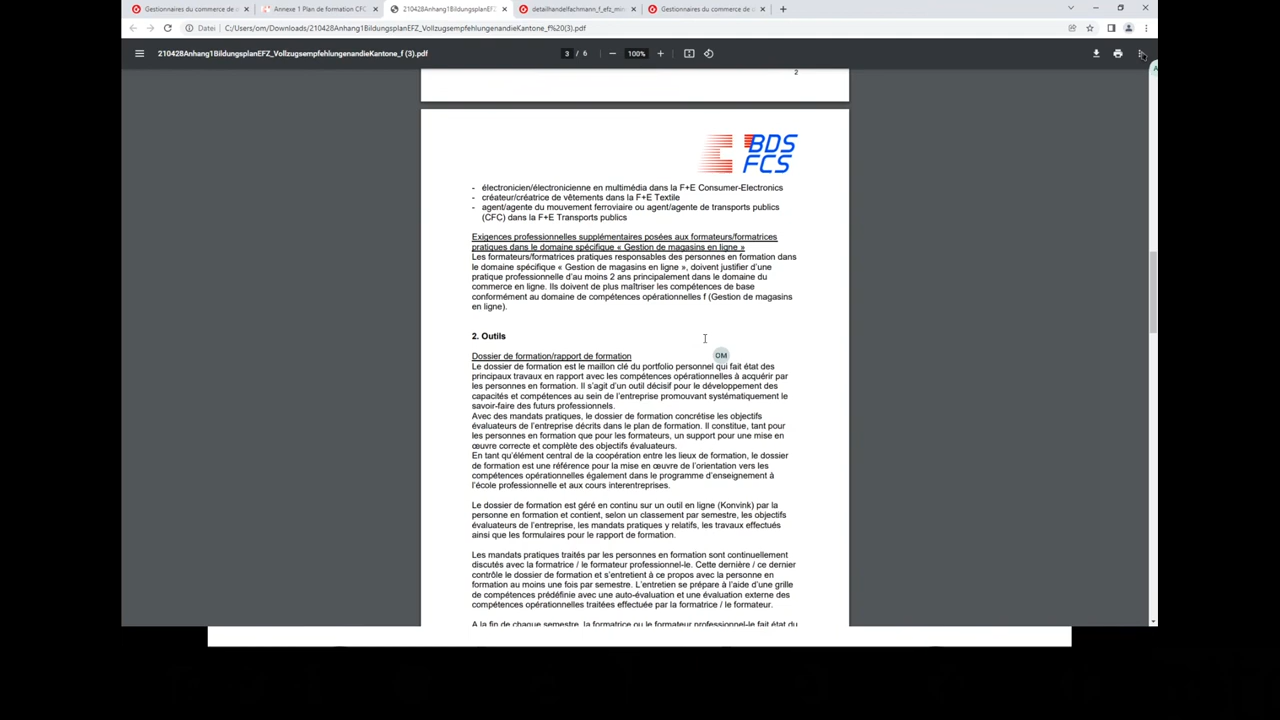 Gestionnaires du commerce de d
Annexe 1 Plan de formation CFC
210428Anhang1BildungsplanEFZ
detailhandelfachmann_f_efz_min
Gestionnaires du commerce de d
Datei
C:/Users/om/Downloads/210428Anhang1BildungsplanEFZ_VollzugsempfehlungenandieKantone_f%20(3).pdf
210428Anhang1BildungsplanEFZ_VollzugsempfehlungenandieKantone_f (3).pdf
3 / 6
100%
2
BDS
FCS
- électronicien/électronicienne en multimédia dans la F+E Consumer-Electronics
- créateur/créatrice de vêtements dans la F+E Textile
- agent/agente du mouvement ferroviaire ou agent/agente de transports publics
(CFC) dans la F+E Transports publics
Exigences professionnelles supplémentaires posées aux formateurs/formatrices
pratiques dans le domaine spécifique « Gestion de magasins en ligne »
Les formateurs/formatrices pratiques responsables des personnes en formation dans
le domaine spécifique « Gestion de magasins en ligne », doivent justifier d'une
pratique professionnelle d'au moins 2 ans principalement dans le domaine du
commerce en ligne. Ils doivent de plus maîtriser les compétences de base
conformément au domaine de compétences opérationnelles f (Gestion de magasins
en ligne).
2. Outils
Dossier de formation/rapport de formation
OM
Le dossier de formation est le maillon clé du portfolio personnel qui fait état des
principaux travaux en rapport avec les compétences opérationnelles à acquérir par
les personnes en formation. Il s'agit d'un outil décisif pour le développement des
capacités et compétences au sein de l'entreprise promouvant systématiquement le
savoir-faire des futurs professionnels.
Avec des mandats pratiques, le dossier de formation concrétise les objectifs
évaluateurs de l'entreprise décrits dans le plan de formation. Il constitue, tant pour
les personnes en formation que pour les formateurs, un support pour une mise en
œuvre correcte et complète des objectifs évaluateurs.
En tant qu'élément central de la coopération entre les lieux de formation, le dossier
de formation est une référence pour la mise en œuvre de l'orientation vers les
compétences opérationnelles également dans le programme d'enseignement à
l'école professionnelle et aux cours interentreprises.
Le dossier de formation est géré en continu sur un outil en ligne (Konvink) par la
personne en formation et contient, selon un classement par semestre, les objectifs
évaluateurs de l'entreprise, les mandats pratiques y relatifs, les travaux effectués
ainsi que les formulaires pour le rapport de formation.
Les mandats pratiques traités par les personnes en formation sont continuellement
discutés avec la formatrice / le formateur professionnel-le. Cette dernière / ce dernier
contrôle le dossier de formation et s'entretient à ce propos avec la personne en
formation au moins une fois par semestre. L'entretien se prépare à l'aide d'une grille
de compétences prédéfinie avec une auto-évaluation et une évaluation externe des
compétences opérationnelles traitées effectuée par la formatrice / le formateur.
A la fin de chaque semestre, la formatrice ou le formateur professionnel-le fait état du